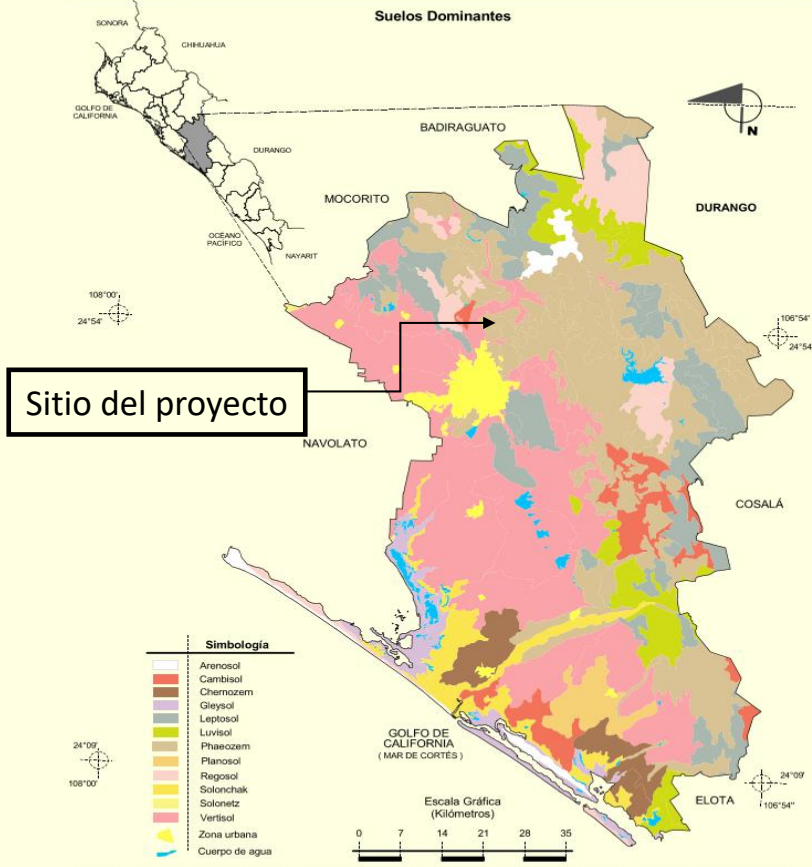 Suelos Dominantes
SONORA
CHIHUAHUA
GOLFO DE
CALIFORNIA
DURANGO
OCÉANO
PACÍFICO
NAYARIT
N
BADIRAGUATO
MOCORITO
DURANGO
108°00'
24°54'
106°54'
24°54'
Sitio del proyecto
NAVOLATO
COSALÁ
Simbología
Arenosol
Cambisol
Chernozem
Gleysol
Leptosol
Luvisol
Phaeozem
Planosol
Regosol
Solonchak
Solonetz
Vertisol
Zona urbana
Cuerpo de agua
GOLFO DE
CALIFORNIA
( MAR DE CORTÉS )
24°09'
108°00'
24°09'
106°54"
ELOTA
Escala Gráfica
(Kilómetros)
0 7 14 21 28 35